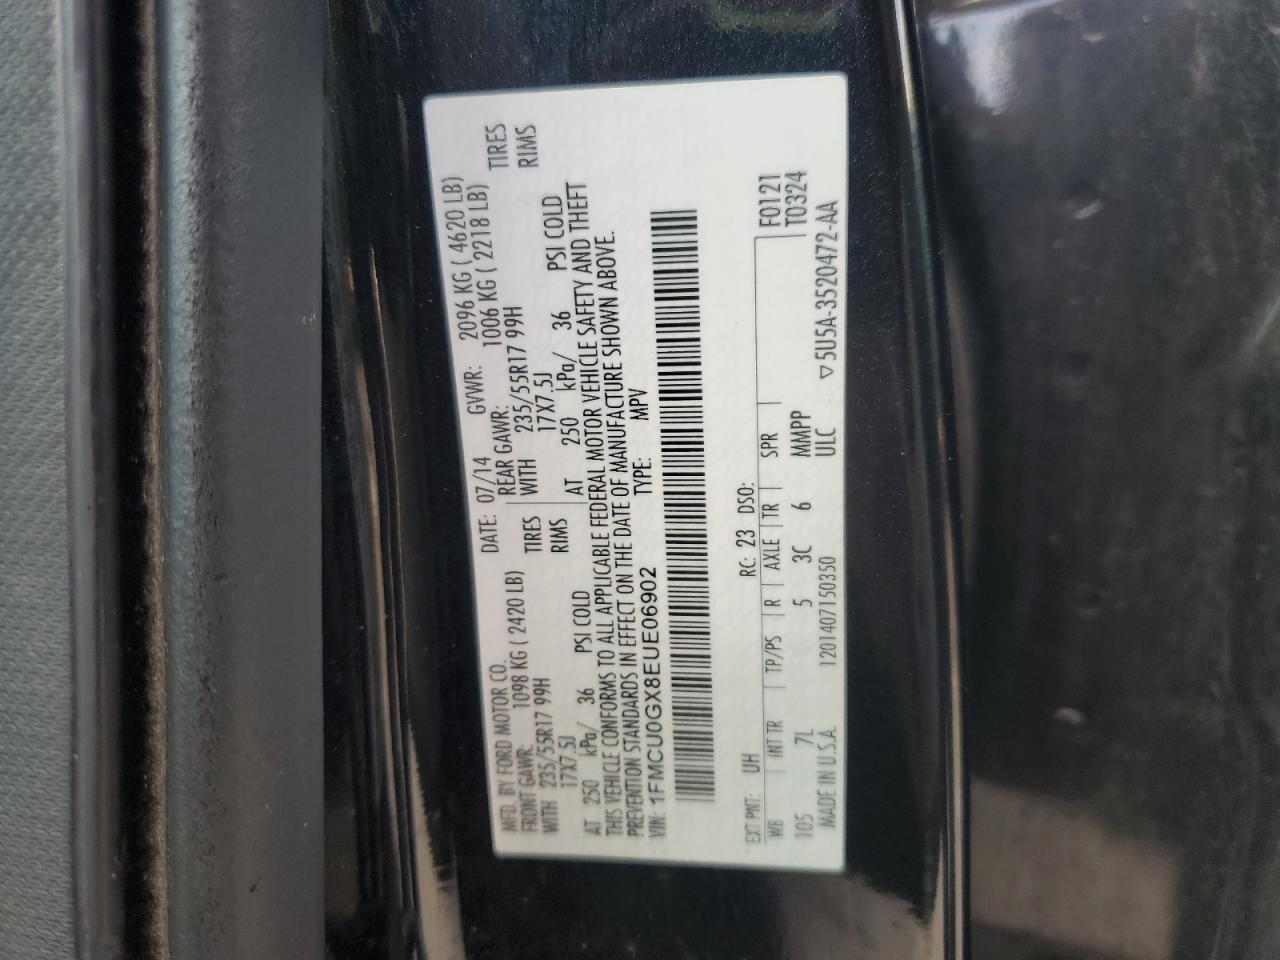 MFD. BY FORD MOTOR CO. DATE: 07/14 GVWR: 2096 KG ( 4620 LB)
FRONT GAWR: 1098 KG ( 2420 LB) REAR GAWR: 1006 KG ( 2218 LB)
WITH 235/55R17 99H TIRES WITH 235/55R17 99H TIRES
17X7.5J RIMS 17X7.5J RIMS
AT 250 kPa/ 36 PSI COLD AT 250 kPa/ 36 PSI COLD
THIS VEHICLE CONFORMS TO ALL APPLICABLE FEDERAL MOTOR VEHICLE SAFETY AND THEFT
PREVENTION STANDARDS IN EFFECT ON THE DATE OF MANUFACTURE SHOWN ABOVE.
VIN: 1FMCU0GX8EUE06902 TYPE: MPV
EXT PNT: UH RC: 23 DSO: F0121
WB INT TR TP/PS R AXLE TR SPR T0324
105 7L 5 3C 6 MMPP
MADE IN U.S.A. 1201407150350 ULC ▽ 5U5A-3520472-AA